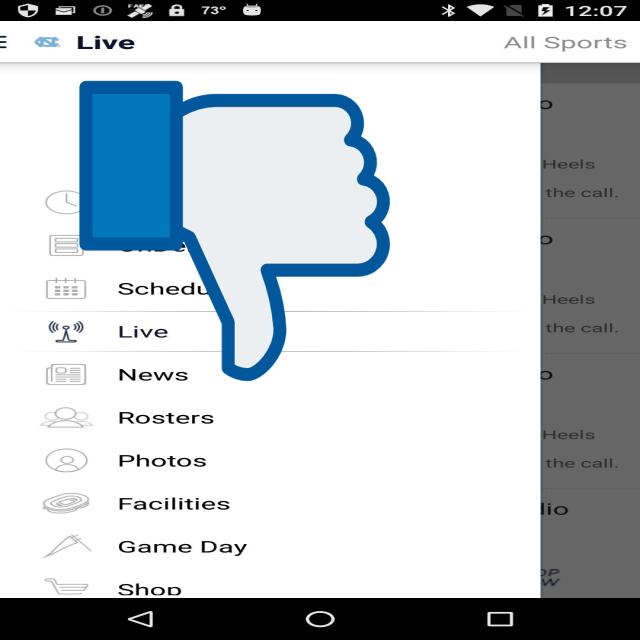 73° 12:07
Live All Sports
Heels
the call.
Schedu
Live
Heels
the call.
News
Rosters
Heels
Photos
the call.
Facilities
Game Day
Shop